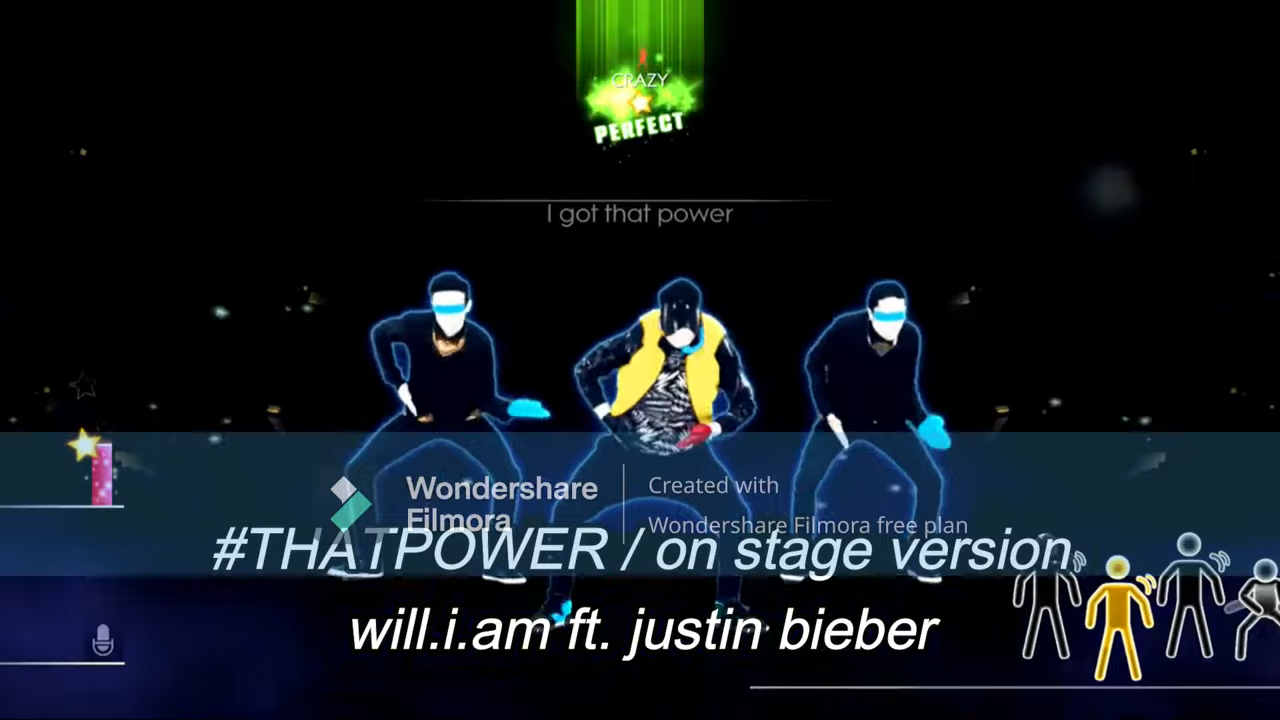 CRAZY
PERFECT
I got that power
Wondershare
Filmora
Created with
Wondershare Filmora free plan
#THATPOWER / on stage version
will.i.am ft. justin bieber